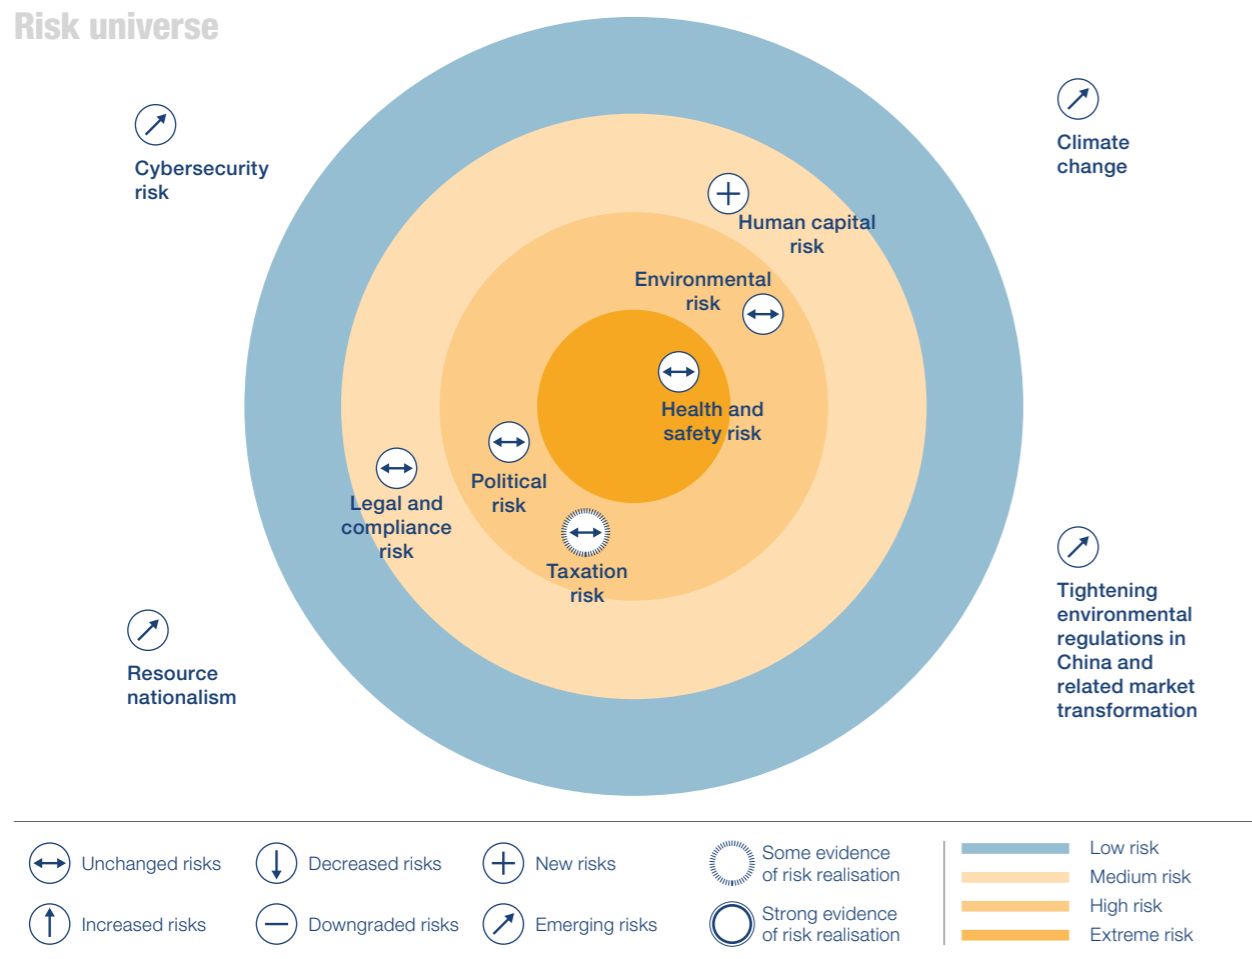 Risk universe
Cybersecurity
risk
Climate
change
Human capital
risk
Environmental
risk
Health and
safety risk
Political
risk
Legal and
compliance
risk
Taxation
risk
Resource
nationalism
Tightening
environmental
regulations in
China and
related market
transformation
Unchanged risks
Decreased risks
New risks
Some evidence
of risk realisation
Increased risks
Downgraded risks
Emerging risks
Strong evidence
of risk realisation
Low risk
Medium risk
High risk
Extreme risk